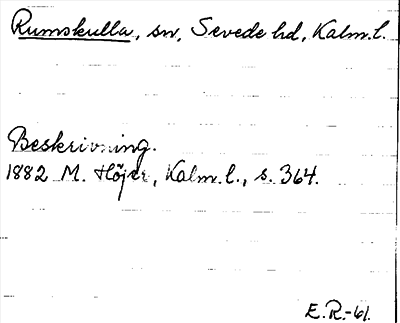 Rumskulla, sn, Sevede hd, Kalm.l.
Beskrivning.
1882 M. Höjer, Kalm.l., s. 364.
E.R.-61.